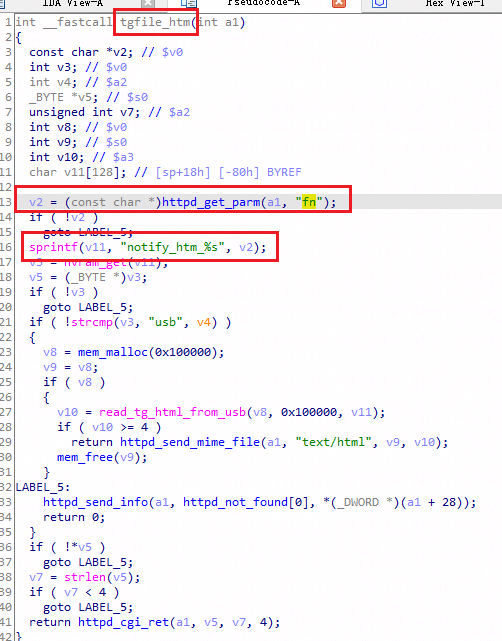 IDA View-A Pseudocode-A Hex View-1
1 int __fastcall tgfile_htm(int a1)
2 {
3 const char *v2; // $v0
4 int v3; // $v0
5 int v4; // $a2
6 _BYTE *v5; // $s0
7 unsigned int v7; // $a2
8 int v8; // $v0
9 int v9; // $s0
10 int v10; // $a3
11 char v11[128]; // [sp+18h] [-80h] BYREF
12
13 v2 = (const char *)httpd_get_parm(a1, "fn");
14 if ( !v2 )
15 goto LABEL_5;
16 sprintf(v11, "notify_htm_%s", v2);
17 v3 = nvram_get(v11);
18 v5 = (_BYTE *)v3;
19 if ( !v3 )
20 goto LABEL_5;
21 if ( !strcmp(v3, "usb", v4) )
22 {
23 v8 = mem_malloc(0x100000);
24 v9 = v8;
25 if ( v8 )
26 {
27 v10 = read_tg_html_from_usb(v8, 0x100000, v11);
28 if ( v10 >= 4 )
29 return httpd_send_mime_file(a1, "text/html", v9, v10);
30 mem_free(v9);
31 }
32 LABEL_5:
33 httpd_send_info(a1, httpd_not_found[0], *(_DWORD *)(a1 + 28));
34 return 0;
35 }
36 if ( !*v5 )
37 goto LABEL_5;
38 v7 = strlen(v5);
39 if ( v7 < 4 )
40 goto LABEL_5;
41 return httpd_cgi_ret(a1, v5, v7, 4);
42 }